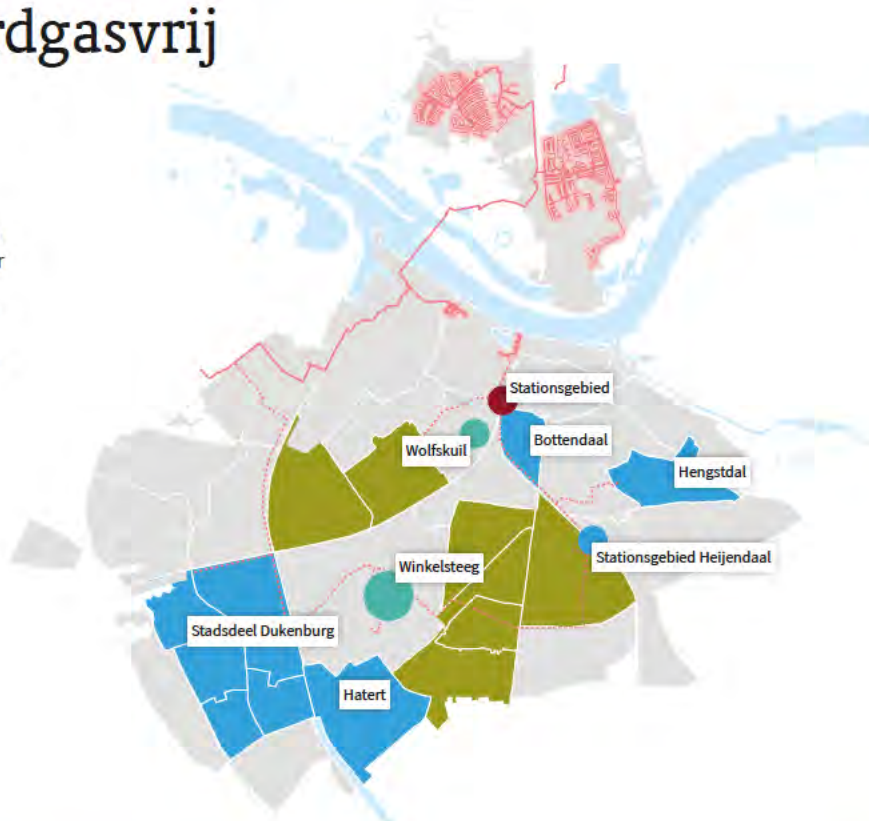 rdgasvrij
r
Stationsgebied
Bottendaal
Wolfskuil
Hengstdal
Stationsgebied Heijendaal
Winkelsteeg
Stadsdeel Dukenburg
Hatert